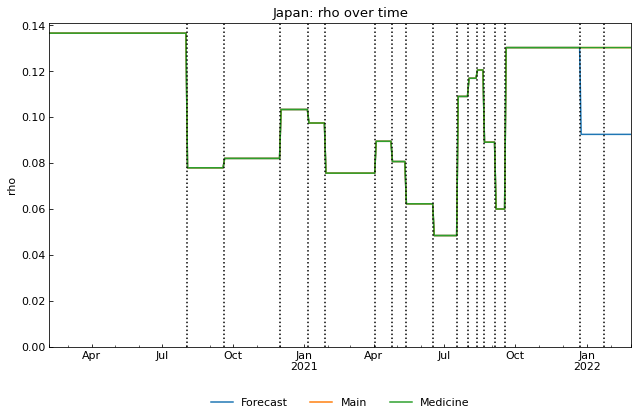 Japan: rho over time
rho
0.14
0.12
0.10
0.08
0.06
0.04
0.02
0.00
Apr Jul Oct Jan Apr Jul Oct Jan
2021 2022
Forecast Main Medicine